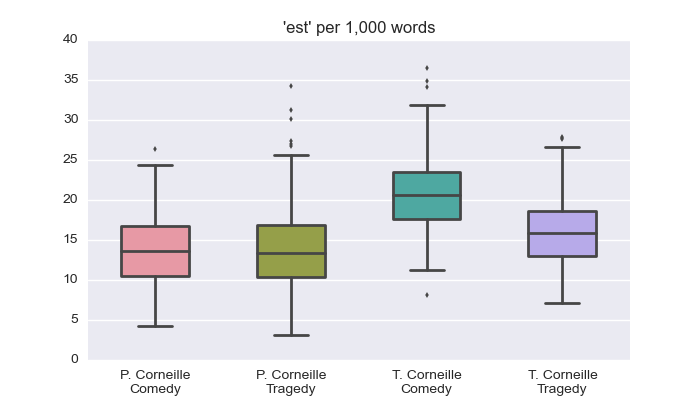 'est' per 1,000 words
40
35
30
25
20
15
10
5
0
P. Corneille
Comedy
P. Corneille
Tragedy
T. Corneille
Comedy
T. Corneille
Tragedy